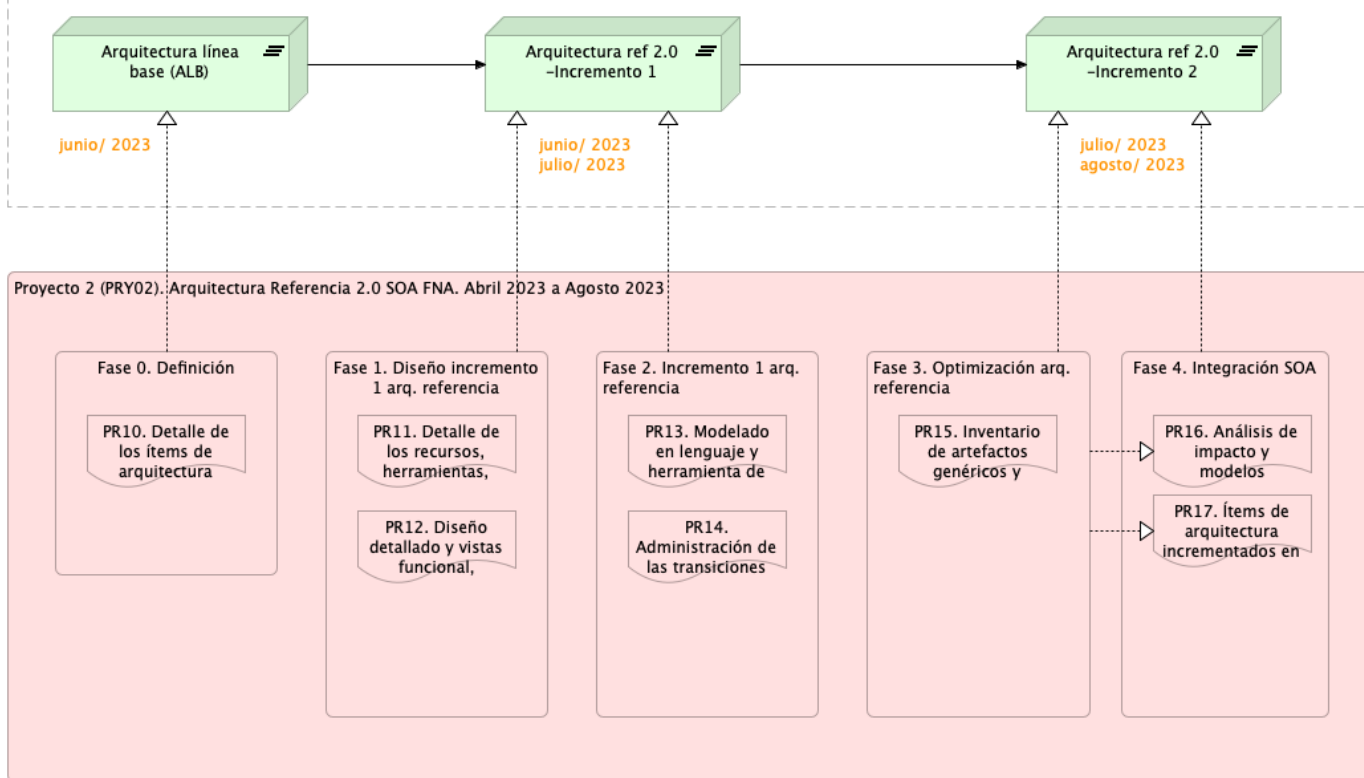 Arquitectura línea
base (ALB)
Arquitectura ref 2.0
-Incremento 1
Arquitectura ref 2.0
-Incremento 2
junio/ 2023
junio/ 2023
julio/ 2023
julio/ 2023
agosto/ 2023
Proyecto 2 (PRY02). Arquitectura Referencia 2.0 SOA FNA. Abril 2023 a Agosto 2023
Fase 0. Definición
PR10. Detalle de
los ítems de
arquitectura
Fase 1. Diseño incremento
1 arq. referencia
PR11. Detalle de
los recursos,
herramientas,
PR12. Diseño
detallado y vistas
funcional,
Fase 2. Incremento 1 arq.
referencia
PR13. Modelado
en lenguaje y
herramienta de
PR14.
Administración de
las transiciones
Fase 3. Optimización arq.
referencia
PR15. Inventario
de artefactos
genéricos y
Fase 4. Integración SOA
PR16. Análisis de
impacto y
modelos
PR17. Ítems de
arquitectura
incrementados en